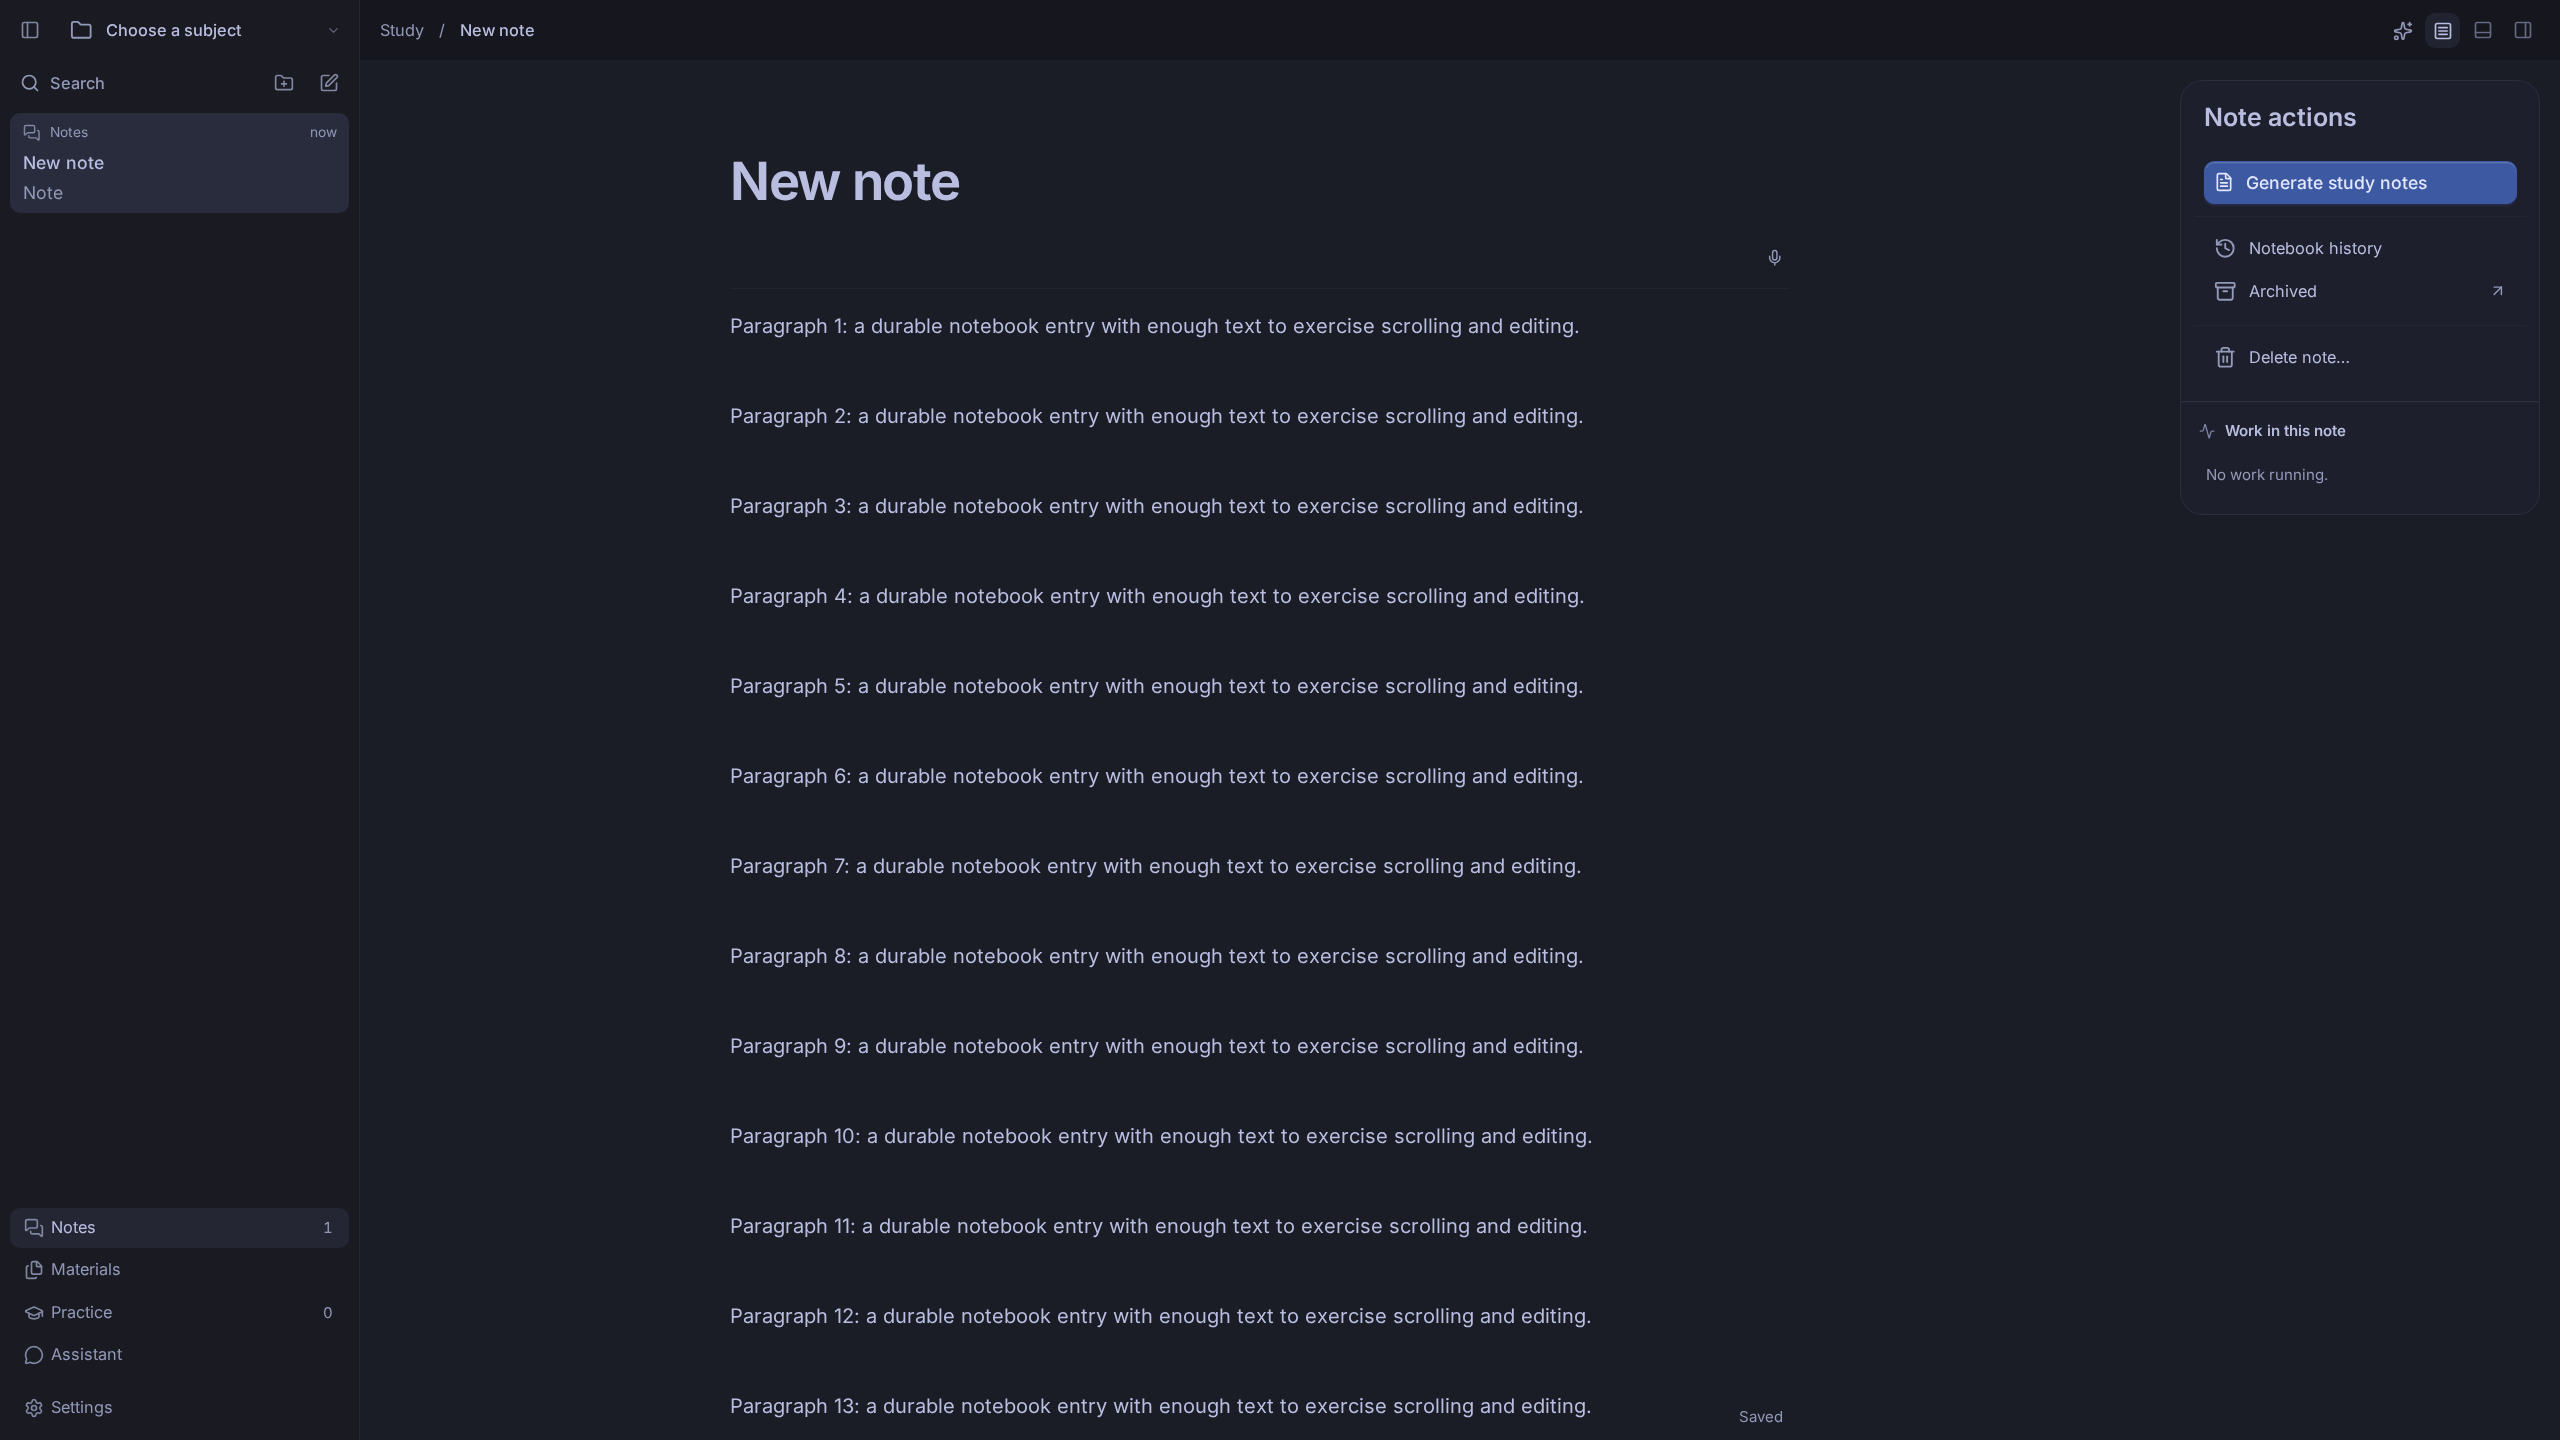 Choose a subject
Search
Notes now
New note
Note
Notes 1
Materials
Practice 0
Assistant
Settings
Study / New note
New note
Paragraph 1: a durable notebook entry with enough text to exercise scrolling and editing.
Paragraph 2: a durable notebook entry with enough text to exercise scrolling and editing.
Paragraph 3: a durable notebook entry with enough text to exercise scrolling and editing.
Paragraph 4: a durable notebook entry with enough text to exercise scrolling and editing.
Paragraph 5: a durable notebook entry with enough text to exercise scrolling and editing.
Paragraph 6: a durable notebook entry with enough text to exercise scrolling and editing.
Paragraph 7: a durable notebook entry with enough text to exercise scrolling and editing.
Paragraph 8: a durable notebook entry with enough text to exercise scrolling and editing.
Paragraph 9: a durable notebook entry with enough text to exercise scrolling and editing.
Paragraph 10: a durable notebook entry with enough text to exercise scrolling and editing.
Paragraph 11: a durable notebook entry with enough text to exercise scrolling and editing.
Paragraph 12: a durable notebook entry with enough text to exercise scrolling and editing.
Paragraph 13: a durable notebook entry with enough text to exercise scrolling and editing.
Saved
Note actions
Generate study notes
Notebook history
Archived
Delete note...
Work in this note
No work running.